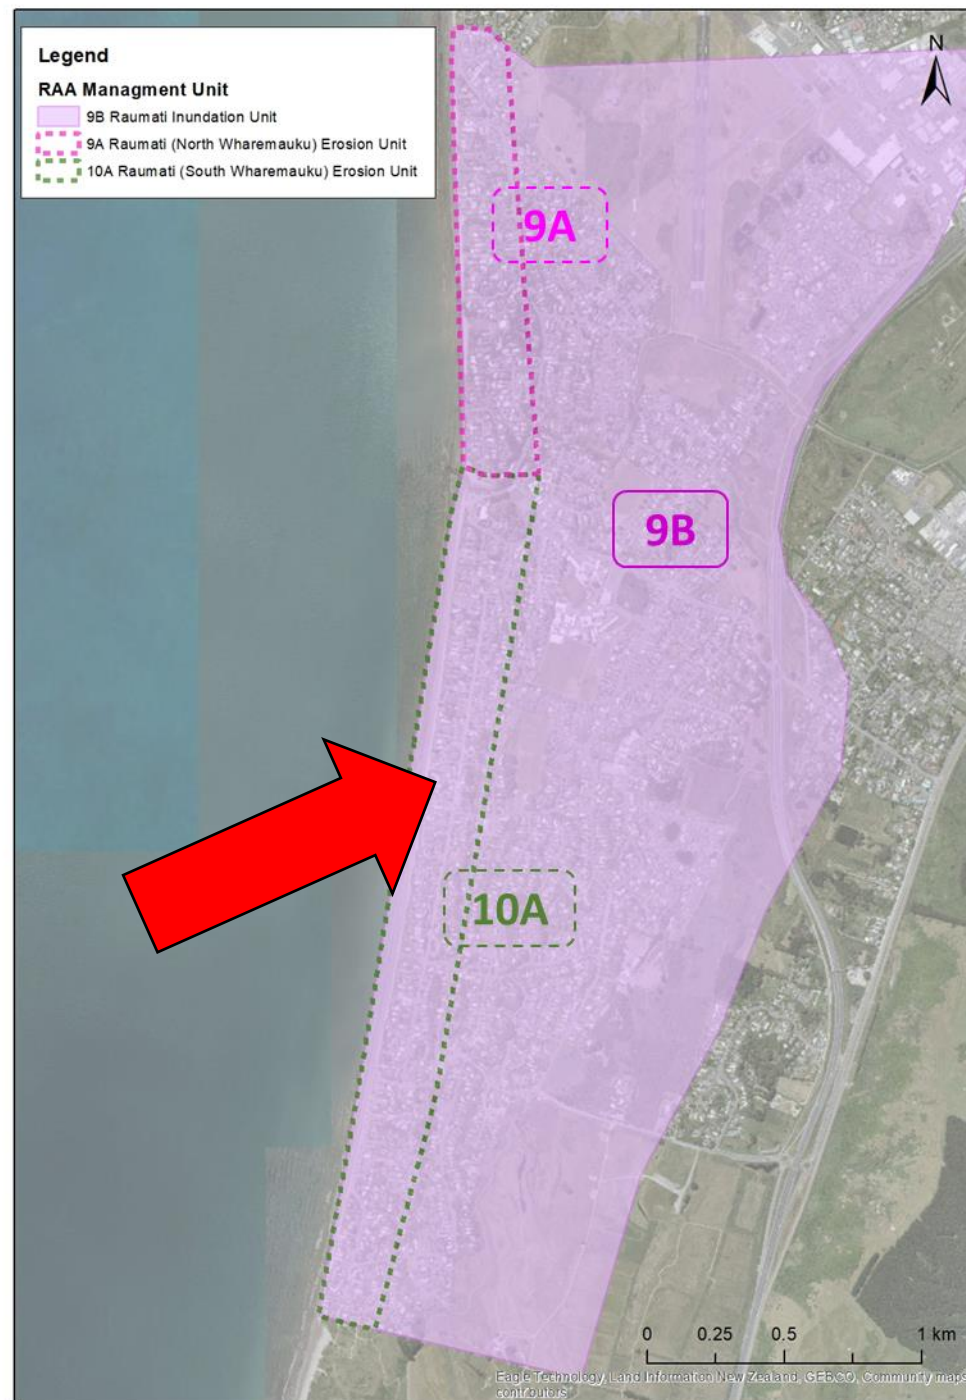 Legend
RAA Managment Unit
9B Raumati Inundation Unit
9A Raumati (North Wharemauku) Erosion Unit
10A Raumati (South Wharemauku) Erosion Unit
N
9A
9B
10A
0 0.25 0.5 1 km
Eagle Technology, Land Information New Zealand, GEBCO, Community maps
contributors